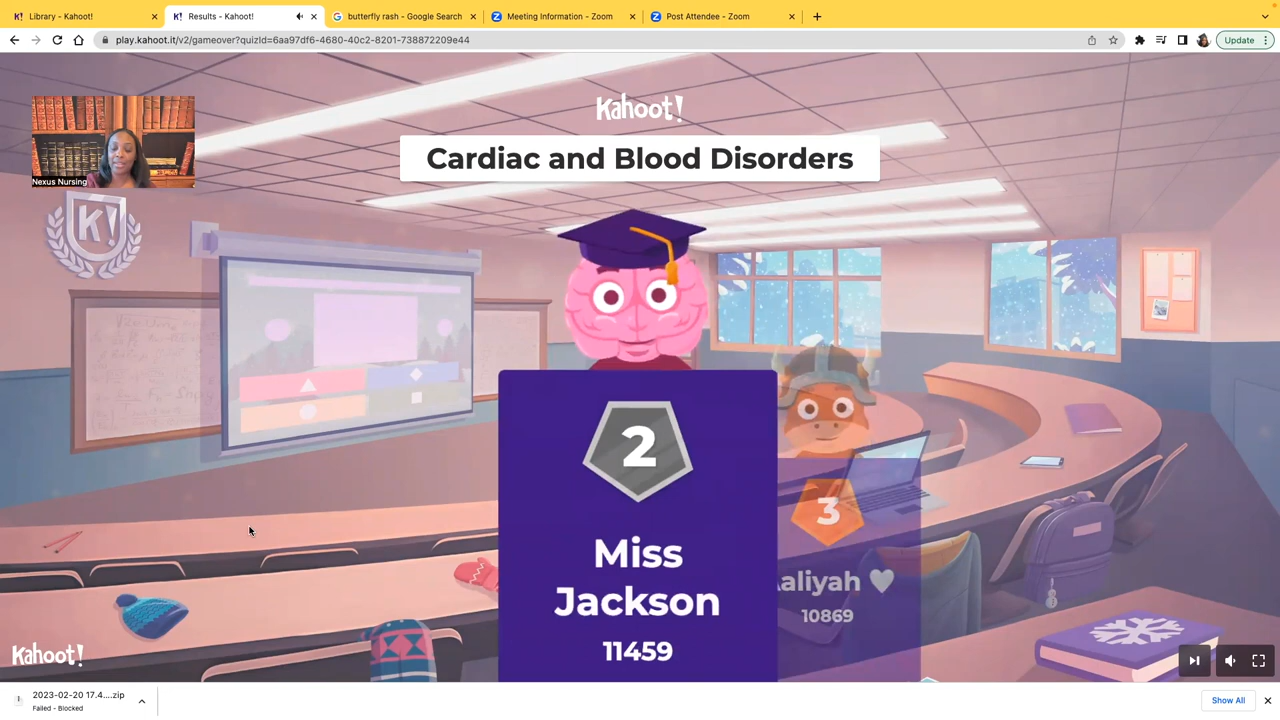 Library - Kahoot!
Results - Kahoot!
butterfly rash - Google Search
Meeting Information - Zoom
Post Attendee - Zoom
play.kahoot.it/v2/gameover?quizId=6aa97df6-4680-40c2-8201-738872209e44
Update
Kahoot!
Cardiac and Blood Disorders
Nexus Nursing
K!
2
Miss
Jackson
11459
3
aliyah
10869
Kahoot!
2023-02-20 17.4....zip
Failed - Blocked
Show All